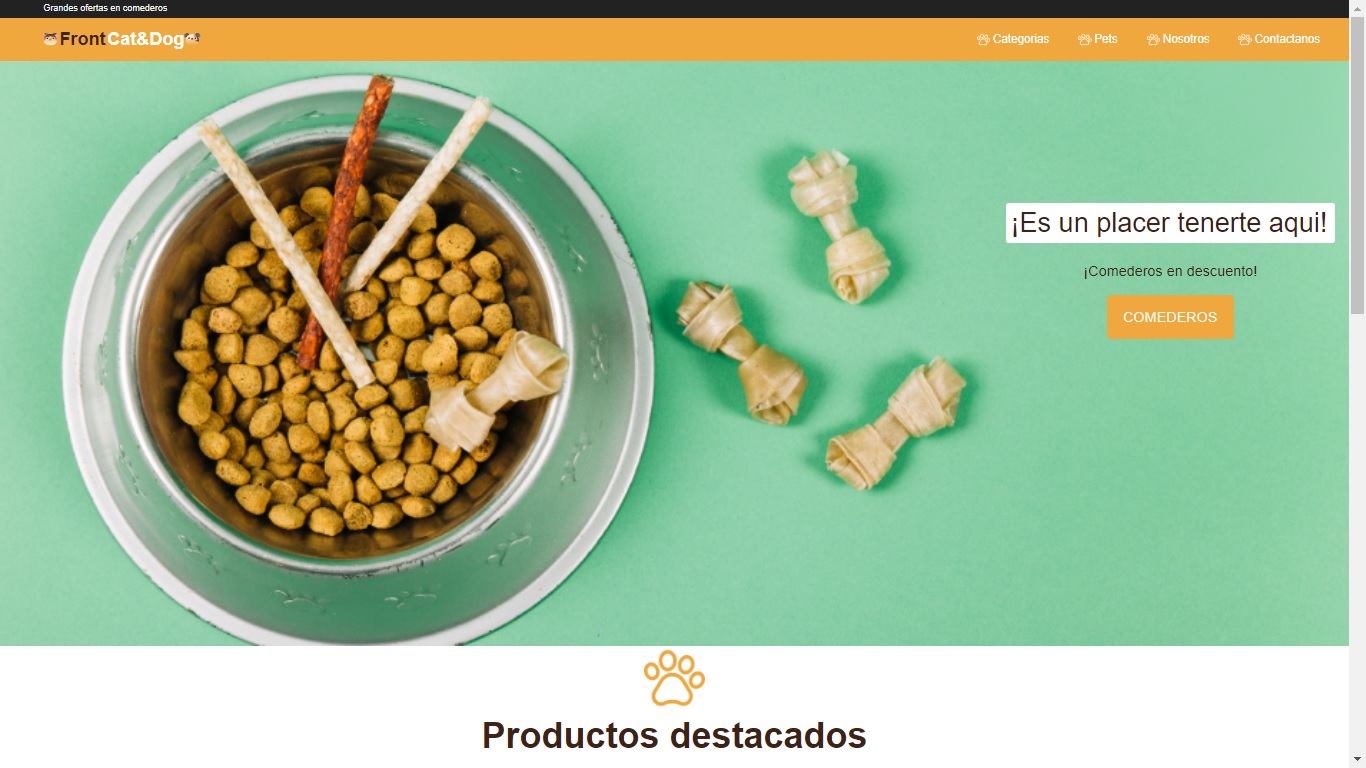 Grandes ofertas en comederos
FrontCat&Dog
Categorias
Pets
Nosotros
Contactanos
¡Es un placer tenerte aqui!
¡Comederos en descuento!
COMEDEROS
Productos destacados